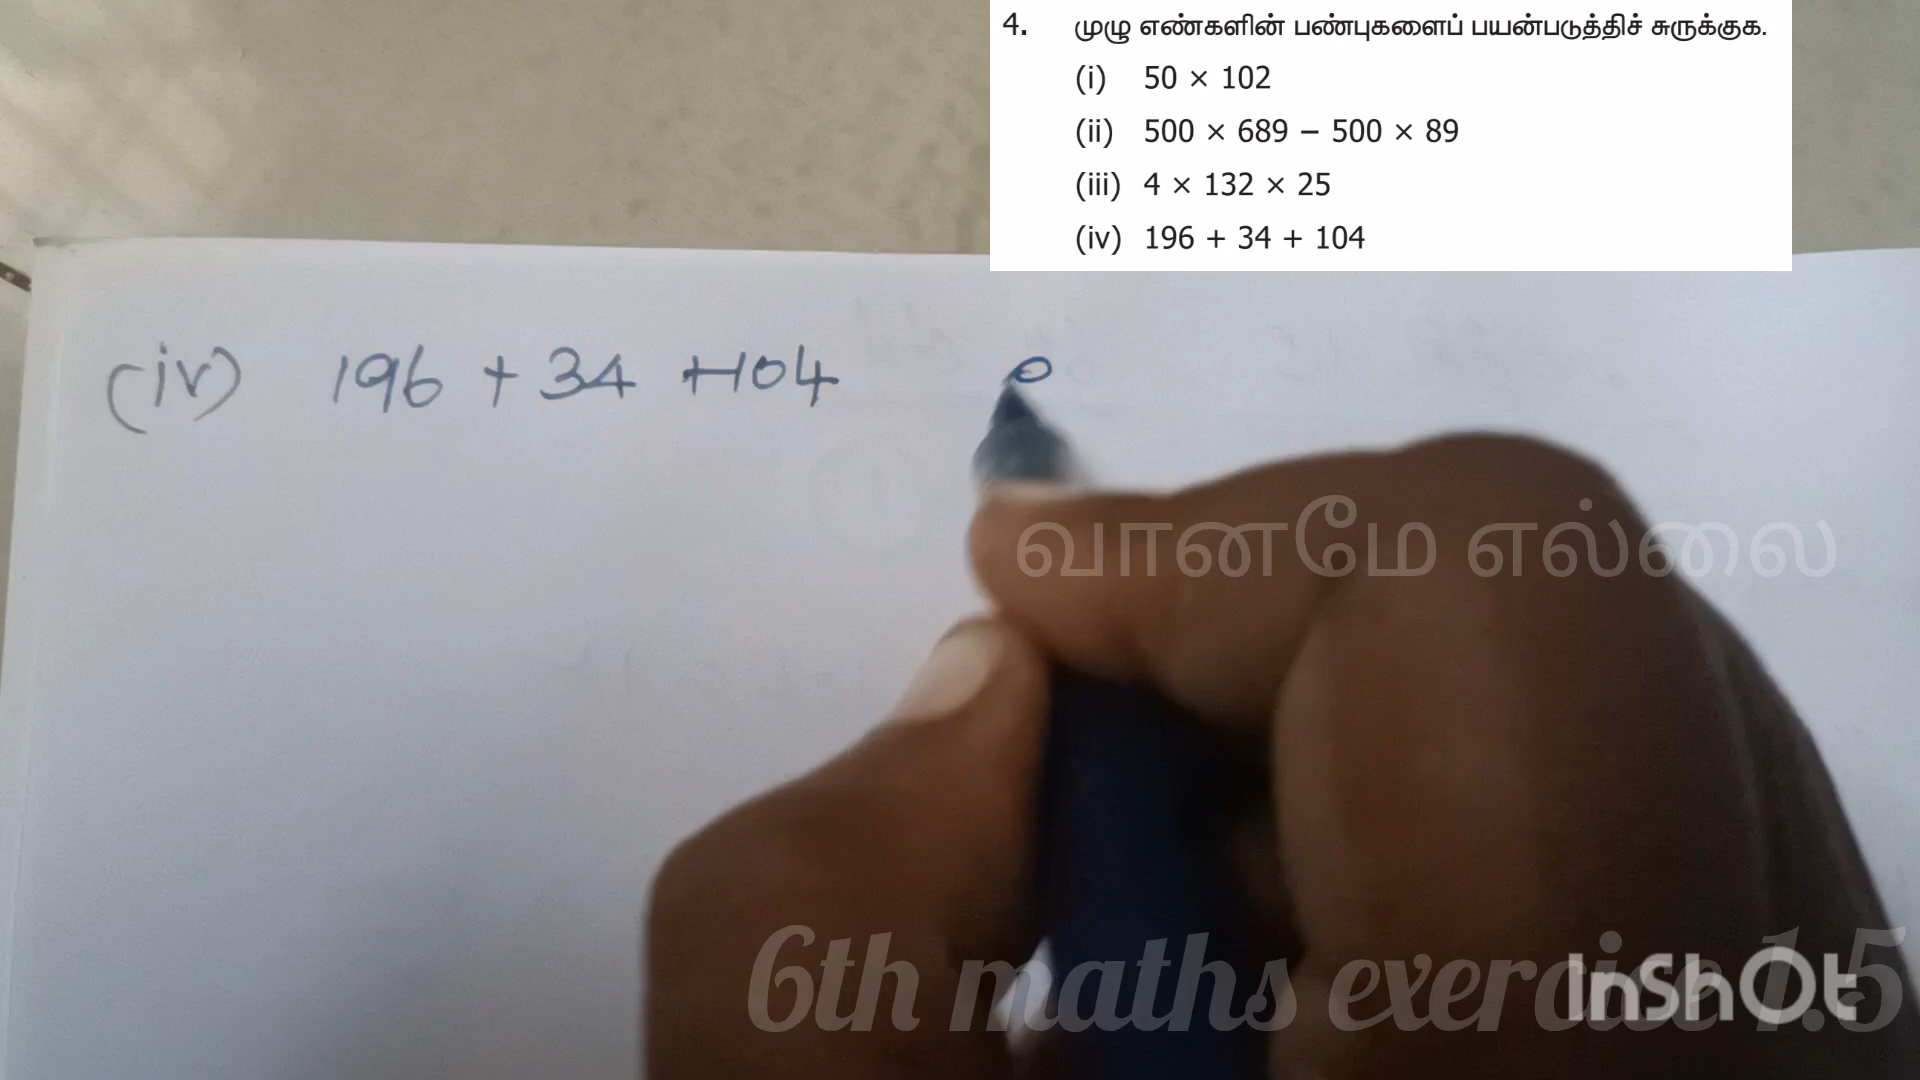 4. முழு எண்களின் பண்புகளைப் பயன்படுத்திச் சுருக்குக.
(i) 50 × 102
(ii) 500 × 689 – 500 × 89
(iii) 4 × 132 × 25
(iv) 196 + 34 + 104
(iv) 196 + 34 + 104
வானமே எல்லை
6th maths exercise 1.5
InShOt